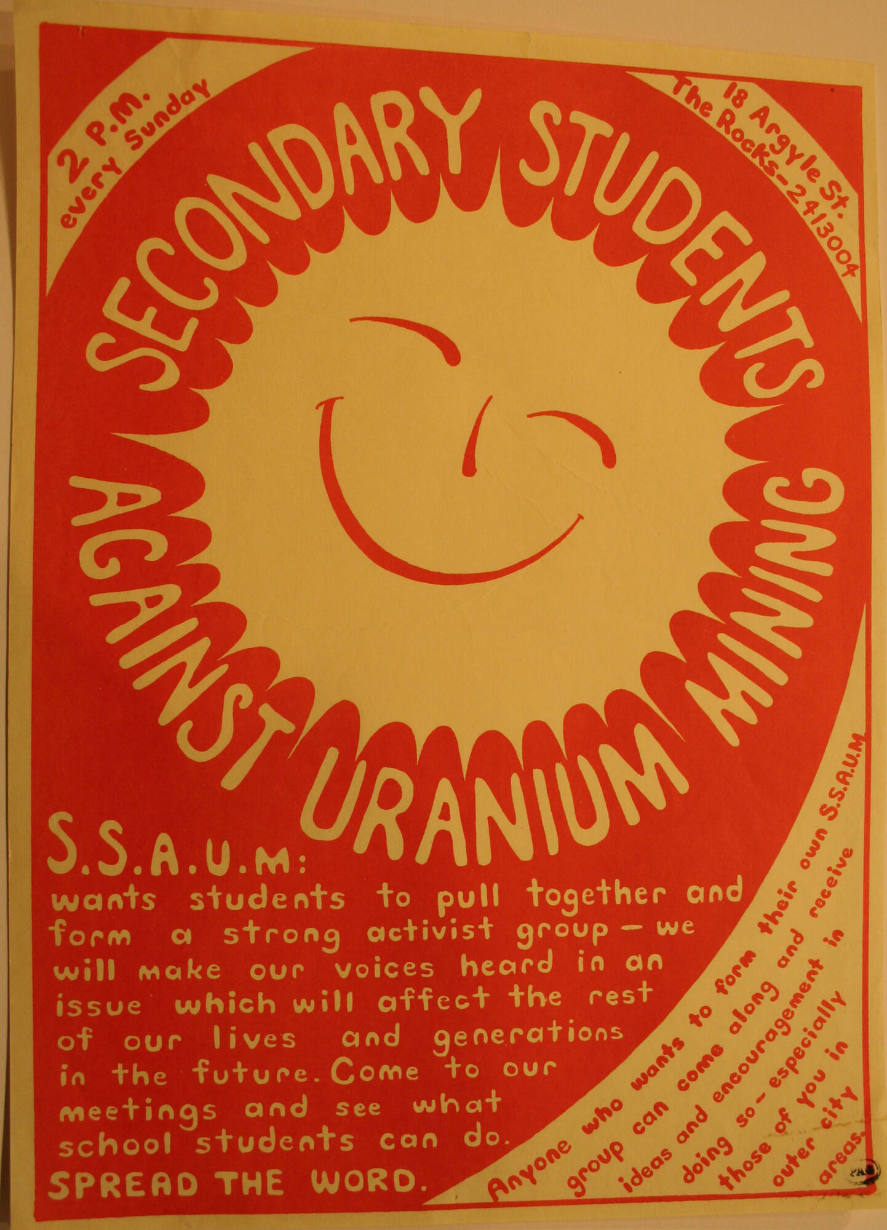 2 P.M.
every Sunday
18 Argyle St.
The Rocks-2413004
SECONDARY STUDENTS
AGAINST URANIUM MINING
S.S.A.U.M:
wants students to pull together and
form a strong activist group – we
will make our voices heard in an
issue which will affect the rest
of our lives and generations
in the future. Come to our
meetings and see what
school students can do.
SPREAD THE WORD.
Anyone who wants to form their own S.S.A.U.M
group can come along and receive
ideas and encouragement in
doing so – especially
those of you in
outer city
areas.